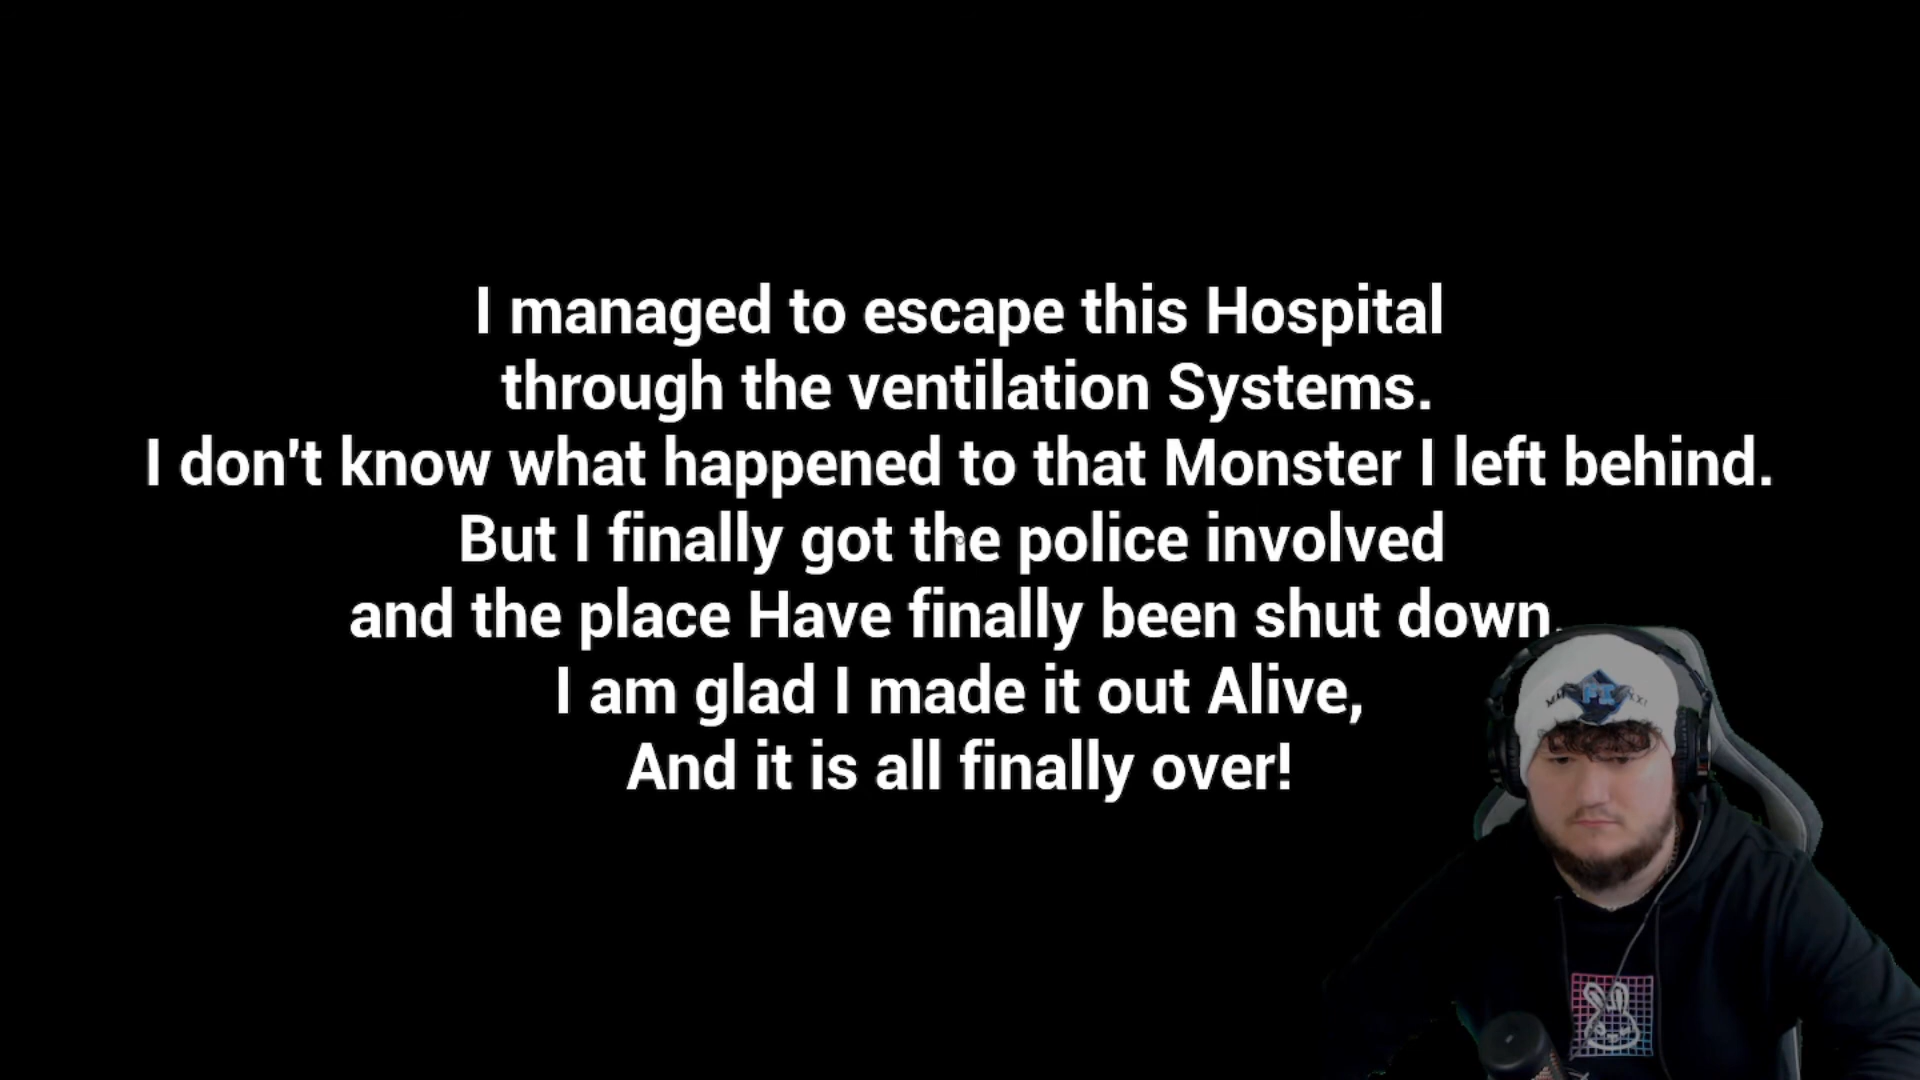 I managed to escape this Hospital
through the ventilation Systems.
I don't know what happened to that Monster I left behind.
But I finally got the police involved
and the place Have finally been shut down.
I am glad I made it out Alive,
And it is all finally over!